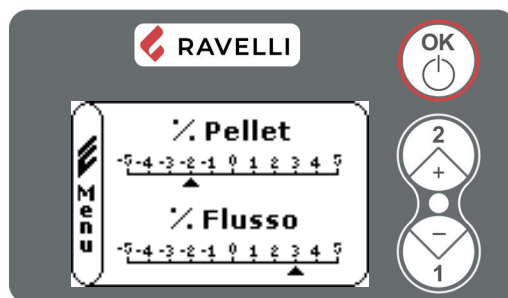 RAVELLI
OK
% Pellet
-5-4-3-2-1 0 1 2 3 4 5
Menu
% Flusso
-5-4-3-2-1 0 1 2 3 4 5
2
+
−
1